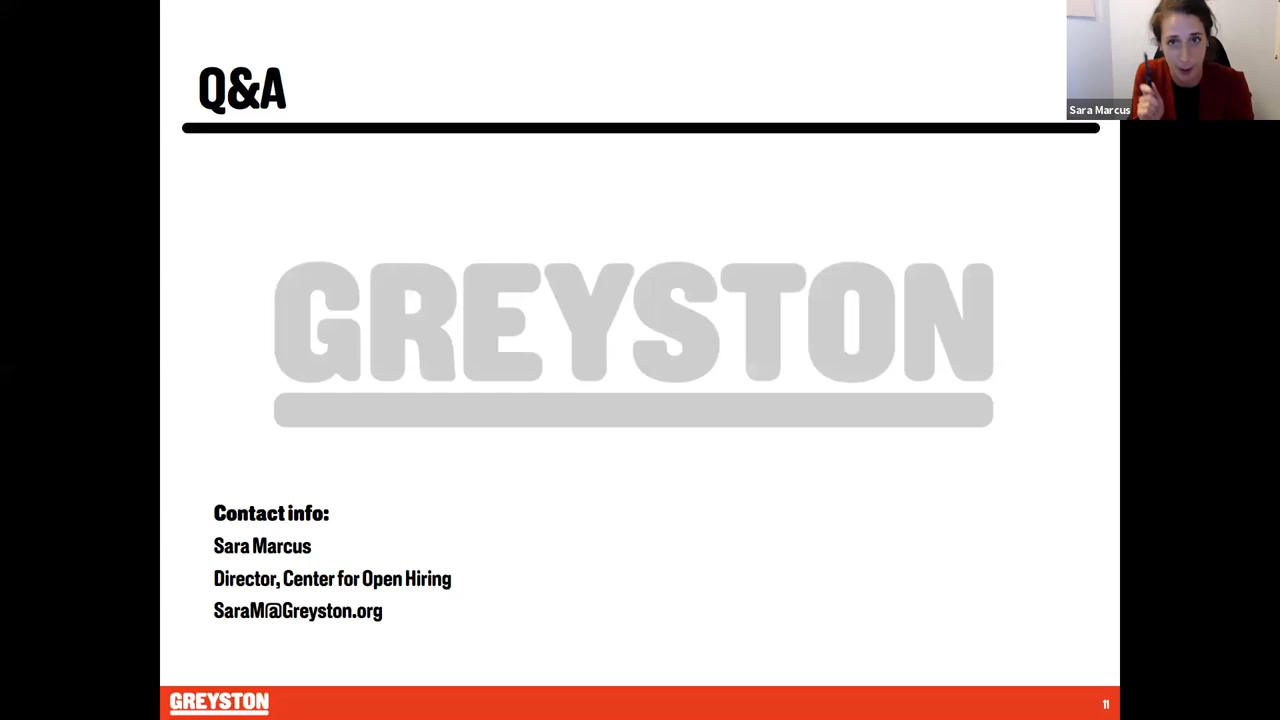 Q&A
Sara Marcus
GREYSTON
Contact info:
Sara Marcus
Director, Center for Open Hiring
SaraM@Greyston.org
GREYSTON
11